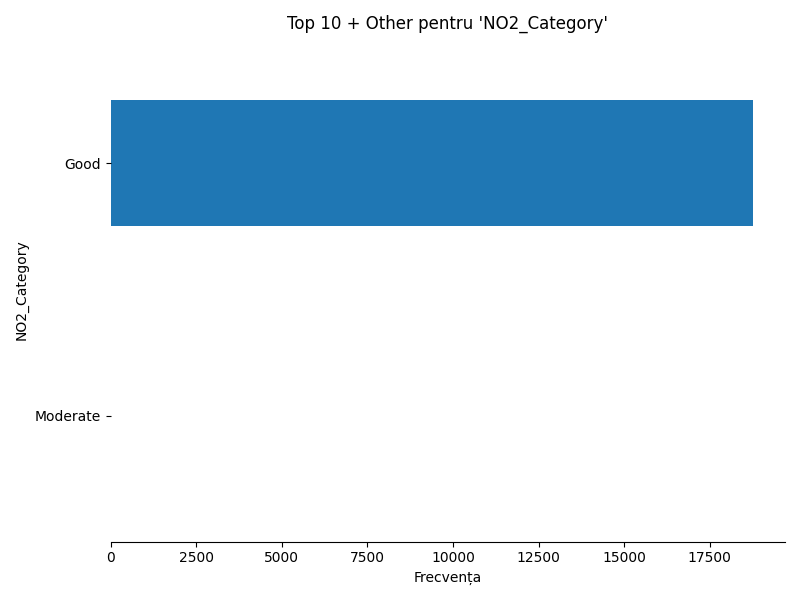 Top 10 + Other pentru 'NO2_Category'
Good
NO2_Category
Moderate
0 2500 5000 7500 10000 12500 15000 17500
Frecvența